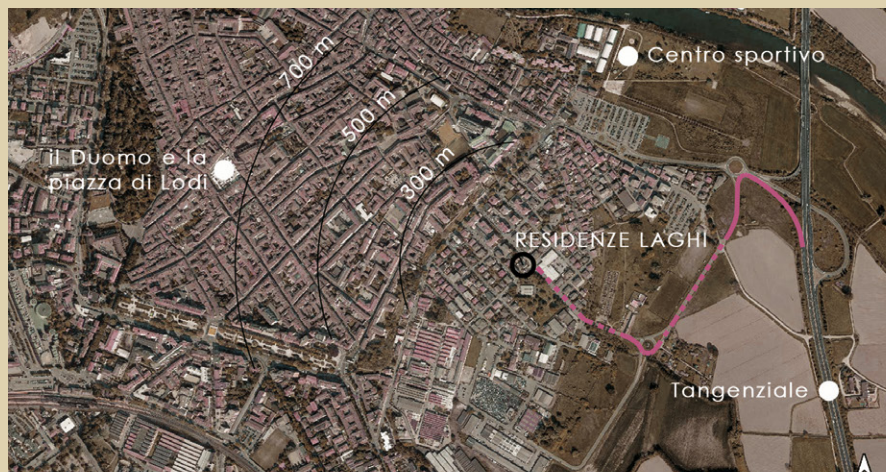 Centro sportivo
700 m
500 m
300 m
il Duomo e la
piazza di Lodi
RESIDENZE LAGHI
Tangenziale